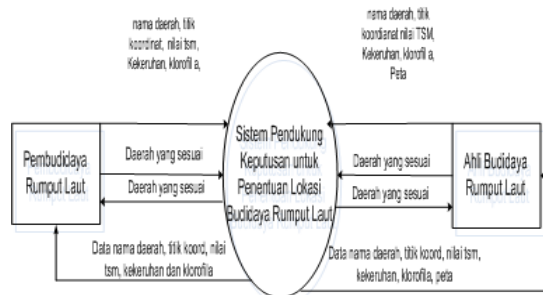 nama daerah, titik
koordinat, nilai tsm,
Kekeruhan, klorofil a,
nama daerah, titik
koordianat nilai TSM,
Kekeruhan, klorofil a,
Peta
Pembudidaya
Rumput Laut
Daerah yang sesuai
Daerah yang sesuai
Sistem Pendukung
Keputusan untuk
Penentuan Lokasi
Budidaya Rumput Laut
Daerah yang sesuai
Daerah yang sesuai
Ahli Budidaya
Rumput Laut
Data nama daerah, titik koord, nilai
tsm, kekeruhan dan klorofila
Data nama daerah, titik koord, nilai tsm,
kekeruhan, klorofila, peta